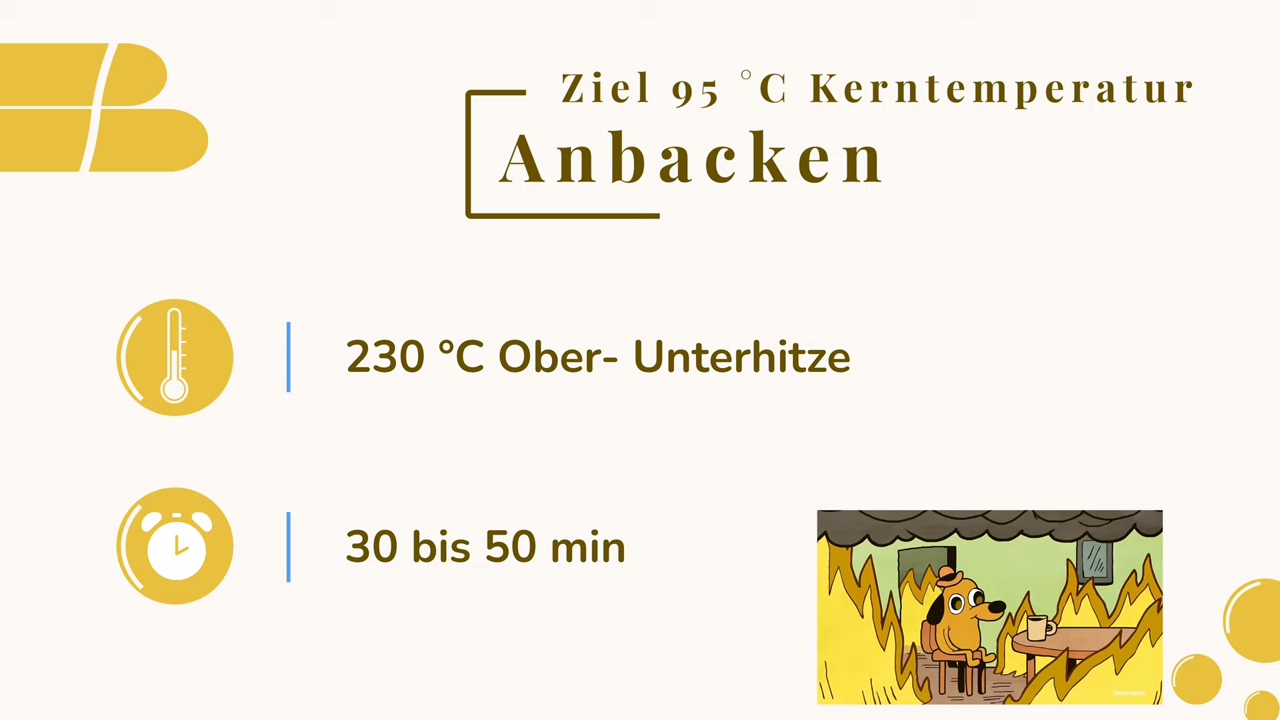 Ziel 95 °C Kerntemperatur
Anbacken
230 °C Ober- Unterhitze
30 bis 50 min